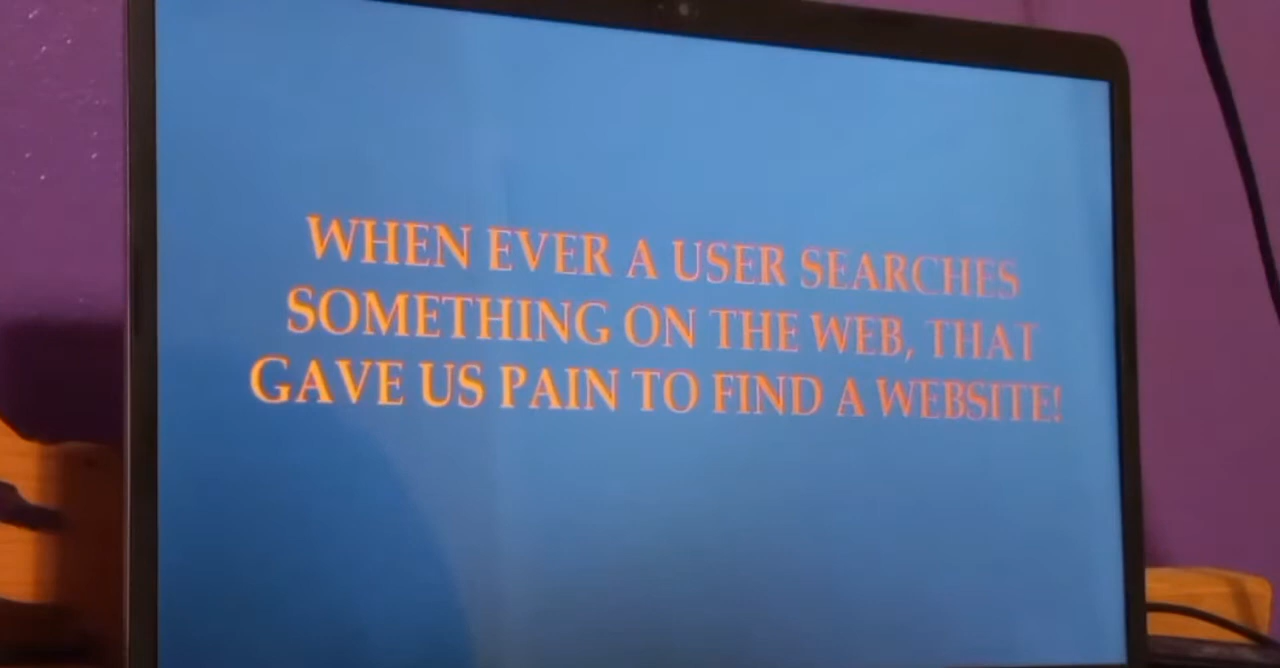 WHEN EVER A USER SEARCHES
SOMETHING ON THE WEB, THAT
GAVE US PAIN TO FIND A WEBSITE!